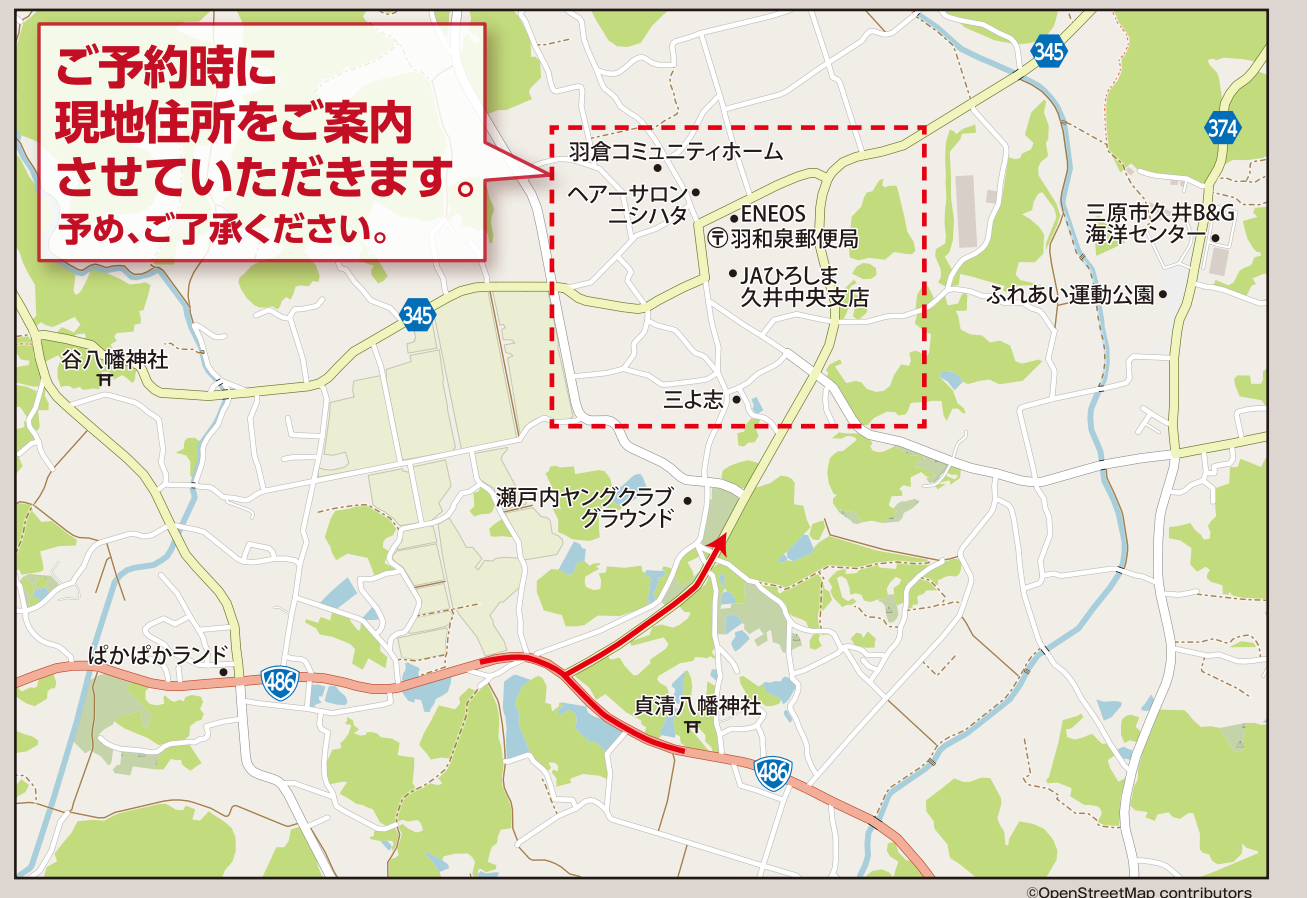 ご予約時に
現地住所をご案内
させていただきます。
予め、ご了承ください。
345
374
羽倉コミュニティホーム
ヘアーサロン
ニシハタ
ENEOS
〒羽和泉郵便局
JAひろしま
久井中央支店
三原市久井B&G
海洋センター
ふれあい運動公園
345
谷八幡神社
三よ志
瀬戸内ヤングクラブ
グラウンド
ぱかぱかランド
486
貞清八幡神社
486
©OpenStreetMap contributors